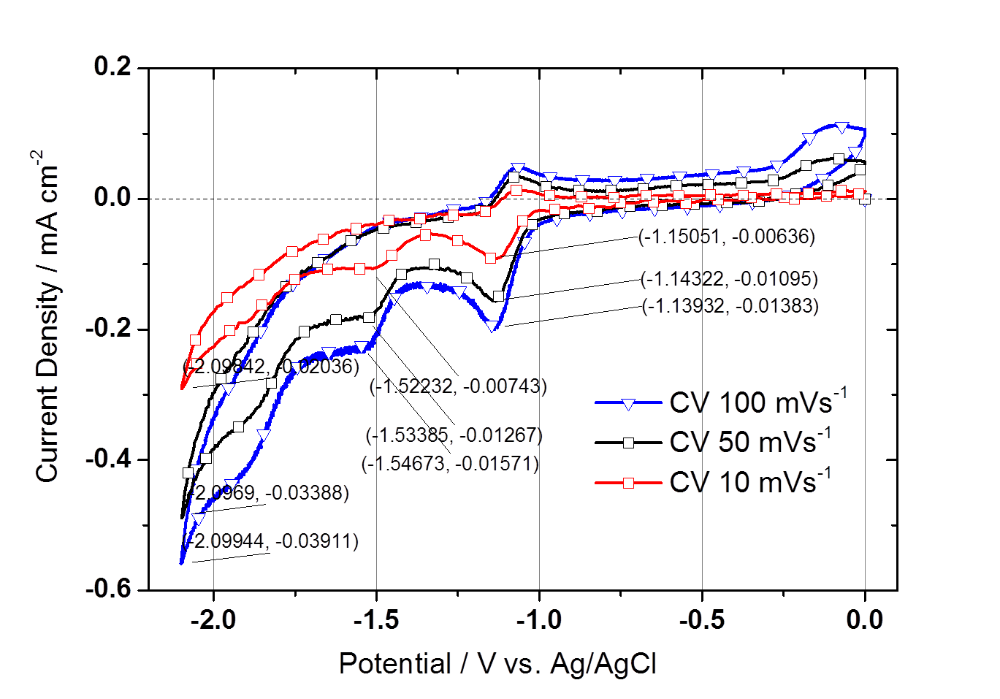 0.2
0.0
-0.2
-0.4
-0.6
Current Density / mA cm-2
(-1.15051, -0.00636)
(-1.14322, -0.01095)
(-1.13932, -0.01383)
(-2.09842, -0.02036)
(-1.52232, -0.00743)
(-1.53385, -0.01267)
(-1.54673, -0.01571)
-2.0969, -0.03388)
-2.09944, -0.03911)
CV 100 mVs-1
CV 50 mVs-1
CV 10 mVs-1
-2.0 -1.5 -1.0 -0.5 0.0
Potential / V vs. Ag/AgCl